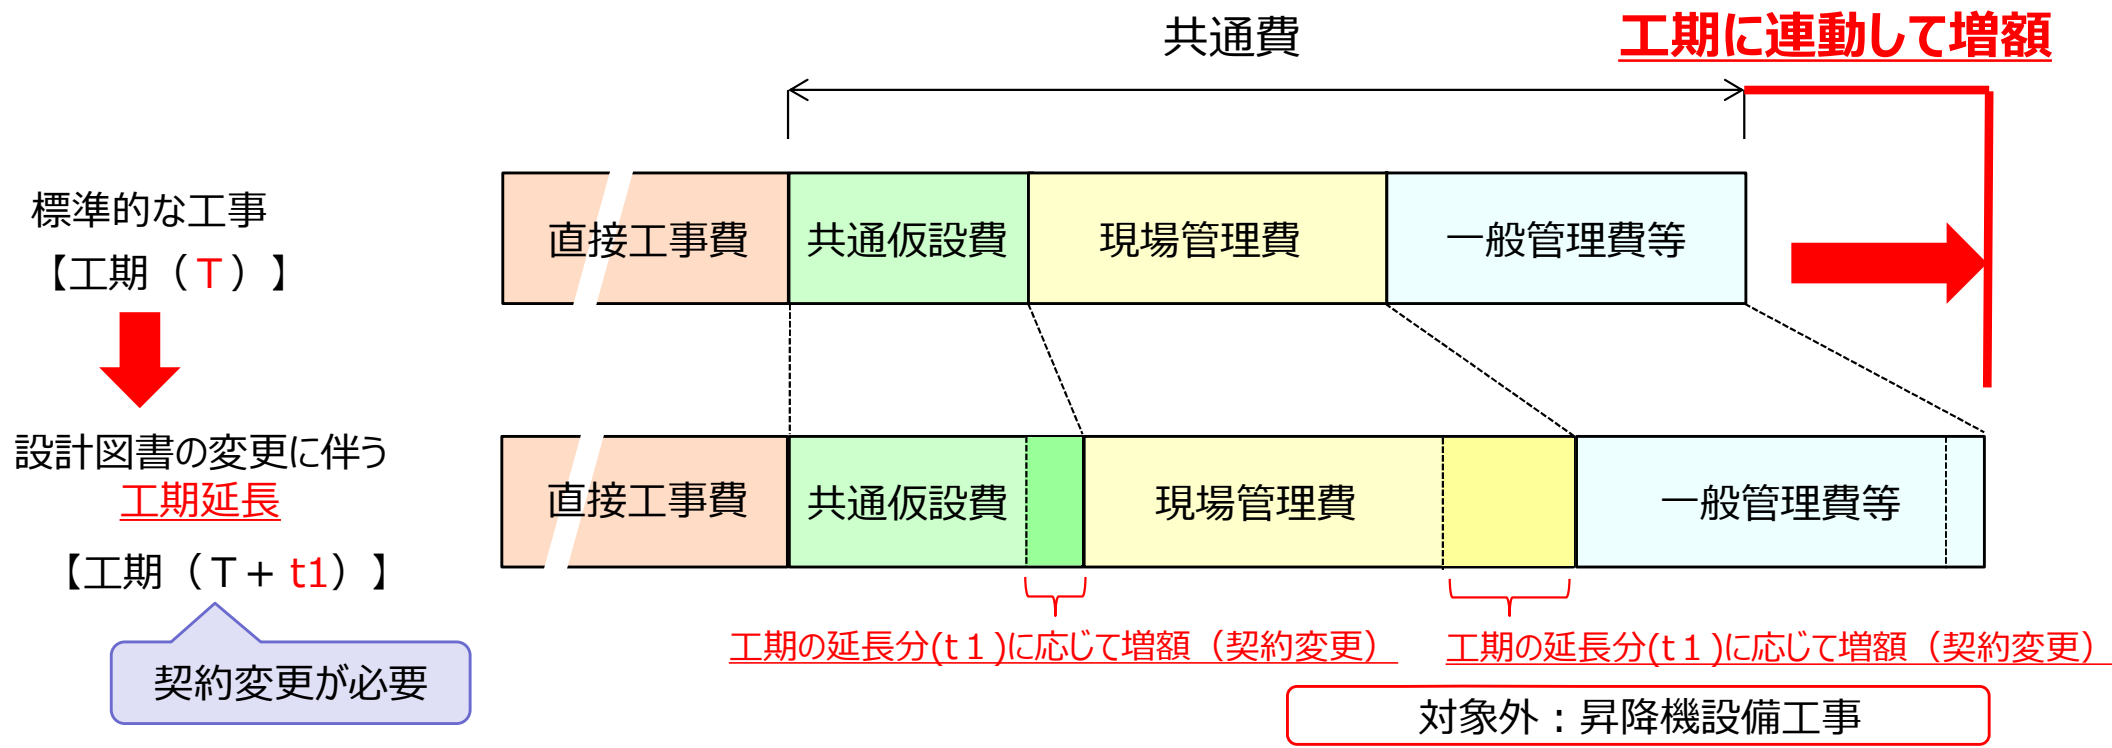 共通費
工期に連動して増額
標準的な工事
【工期（T）】
直接工事費
共通仮設費
現場管理費
一般管理費等
設計図書の変更に伴う
工期延長
【工期（T+ t1）】
契約変更が必要
直接工事費
共通仮設費
現場管理費
一般管理費等
工期の延長分(t１)に応じて増額（契約変更）
工期の延長分(t１)に応じて増額（契約変更）
対象外：昇降機設備工事